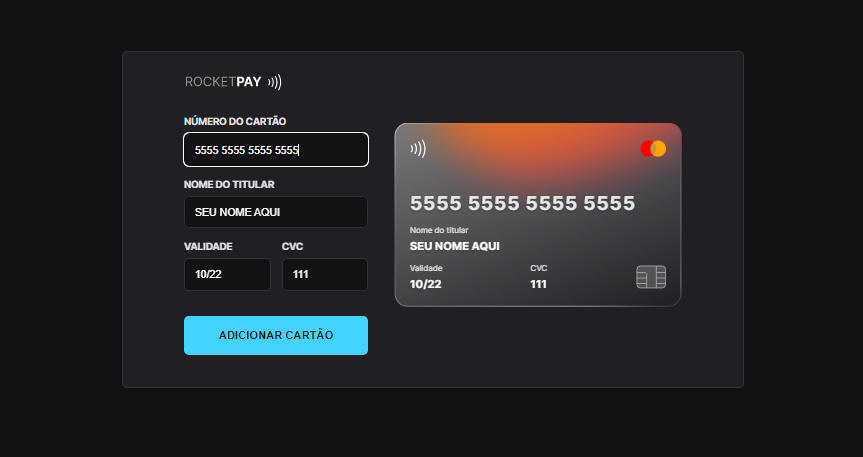 ROCKETPAY
NÚMERO DO CARTÃO
5555 5555 5555 5555
NOME DO TITULAR
SEU NOME AQUI
VALIDADE CVC
10/22 111
ADICIONAR CARTÃO
5555 5555 5555 5555
Nome do titular
SEU NOME AQUI
Validade CVC
10/22 111